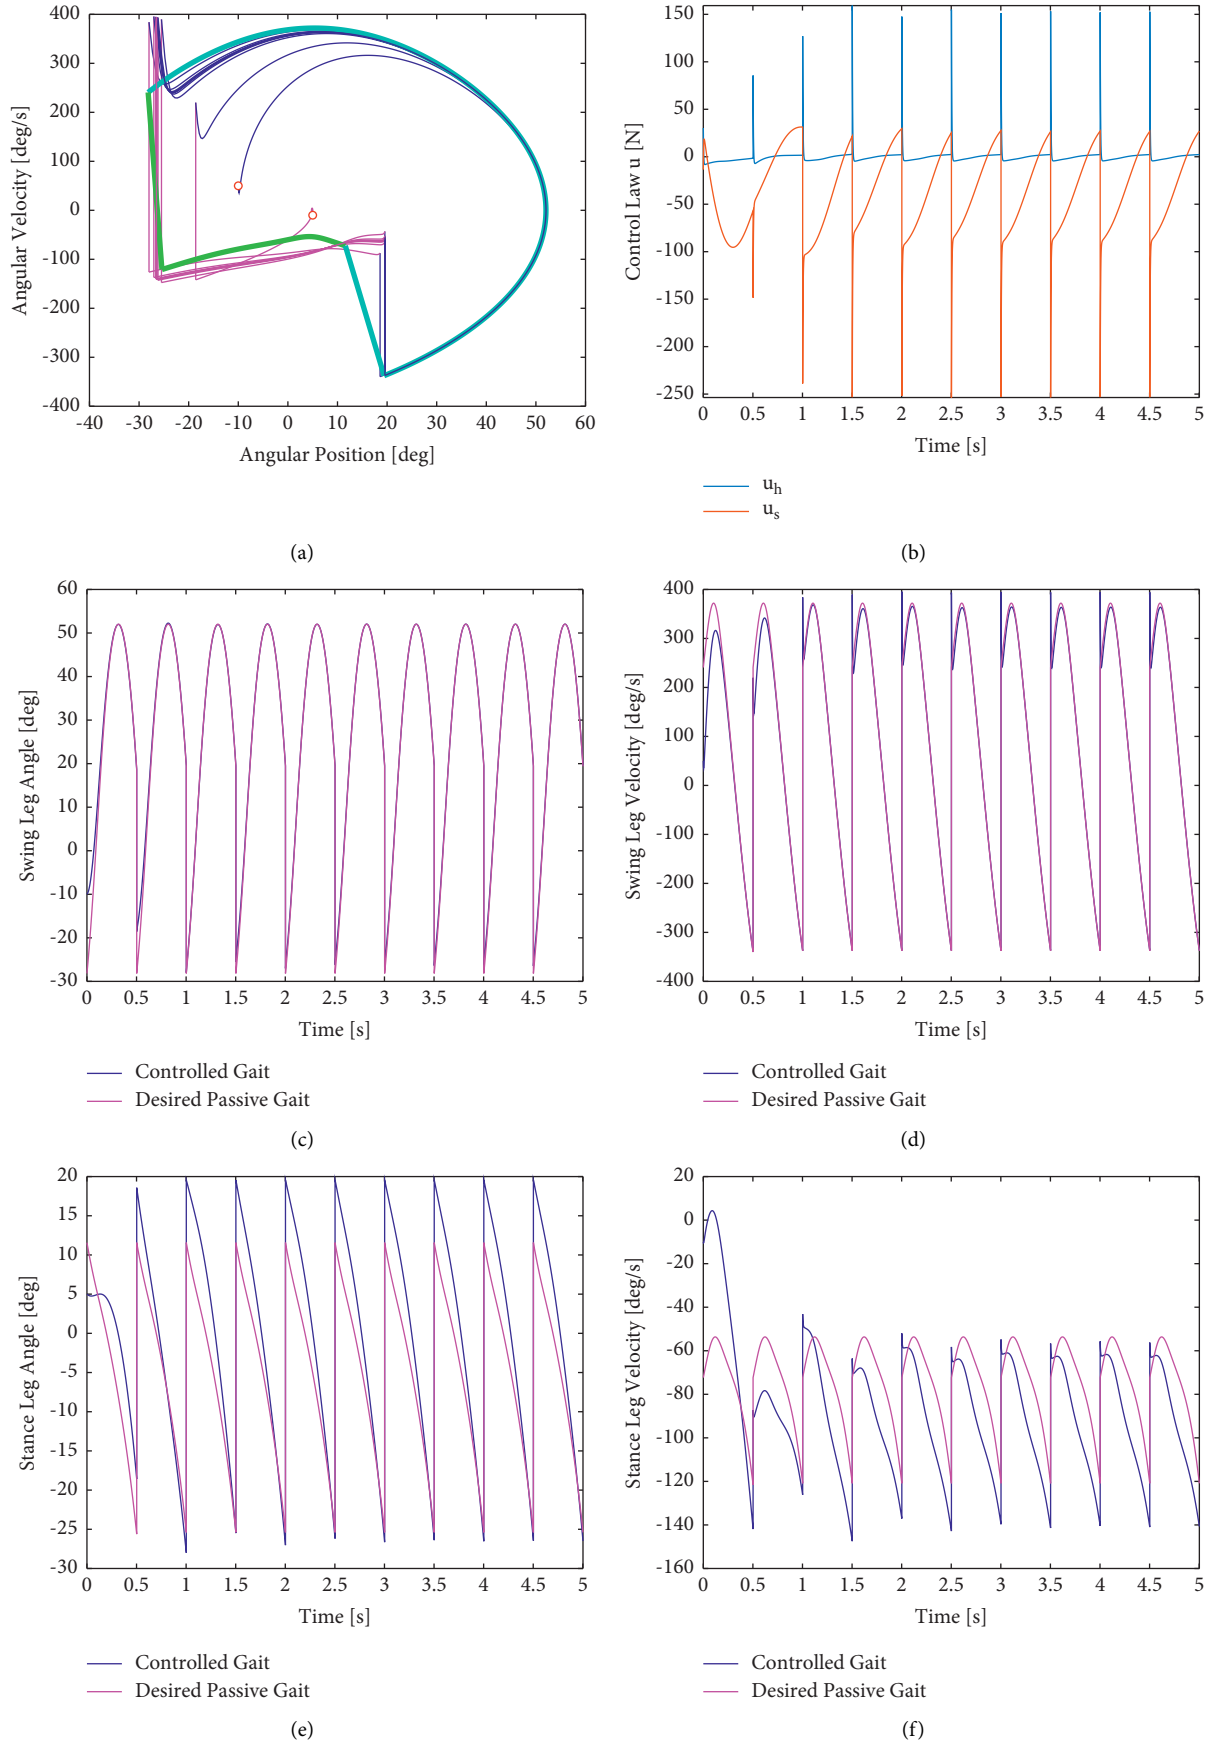 400
300
200
100
0
-100
-200
-300
-400
-40 -30 -20 -10 0 10 20 30 40 50 60
Angular Velocity [deg/s]
Angular Position [deg]
(a)
150
100
50
0
-50
-100
-150
-200
-250
0 0.5 1 1.5 2 2.5 3 3.5 4 4.5 5
Control Law u [N]
Time [s]
u_h
u_s
(b)
60
50
40
30
20
10
0
-10
-20
-30
0 0.5 1 1.5 2 2.5 3 3.5 4 4.5 5
Swing Leg Angle [deg]
Time [s]
Controlled Gait
Desired Passive Gait
(c)
400
300
200
100
0
-100
-200
-300
-400
0 0.5 1 1.5 2 2.5 3 3.5 4 4.5 5
Swing Leg Velocity [deg/s]
Time [s]
Controlled Gait
Desired Passive Gait
(d)
20
15
10
5
0
-5
-10
-15
-20
-25
-30
0 0.5 1 1.5 2 2.5 3 3.5 4 4.5 5
Stance Leg Angle [deg]
Time [s]
Controlled Gait
Desired Passive Gait
(e)
20
0
-20
-40
-60
-80
-100
-120
-140
-160
0 0.5 1 1.5 2 2.5 3 3.5 4 4.5 5
Stance Leg Velocity [deg/s]
Time [s]
Controlled Gait
Desired Passive Gait
(f)